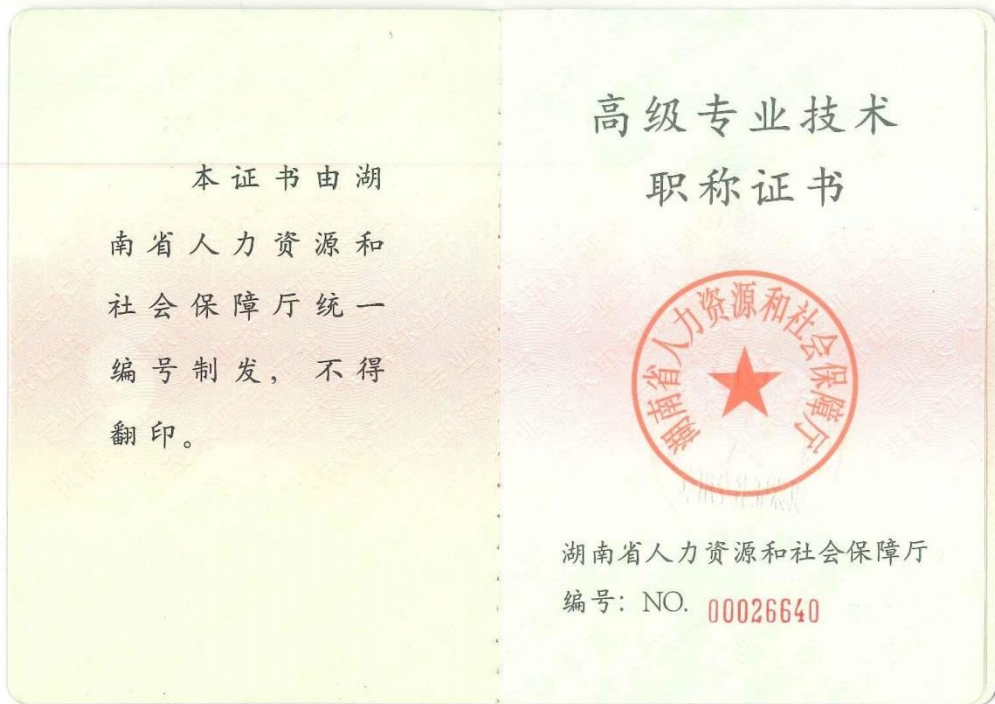 本证书由湖
南省人力资源和
社会保障厅统一
编号制发，不得
翻印。
高级专业技术
职称证书
湖南省人力资源和社会保障厅
湖南省人力资源和社会保障厅
编号：NO. 00026640